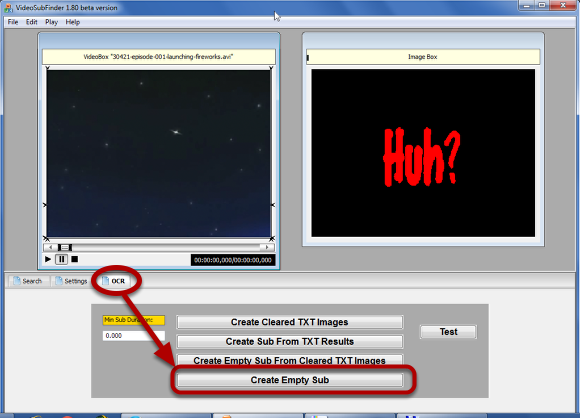 VideoSubFinder 1.80 beta version
File Edit Play Help
VideoBox "30421-episode-001-launching-fireworks.avi"
Image Box
Huh?
00:00:00,000/00:00:00,000
Search Settings OCR
Min Sub Duration:
0.000
Create Cleared TXT Images
Create Sub From TXT Results
Create Empty Sub From Cleared TXT Images
Create Empty Sub
Test